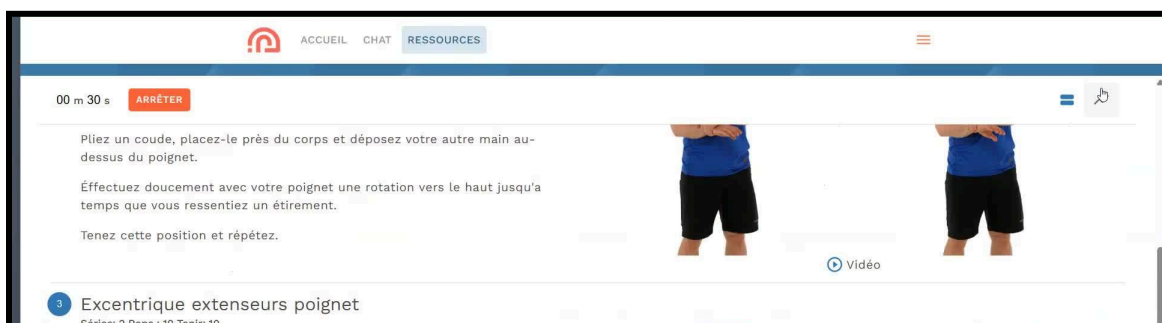 ACCUEIL CHAT RESSOURCES
00 m 30 s ARRÊTER
Pliez un coude, placez-le près du corps et déposez votre autre main au-
dessus du poignet.
Éffectuez doucement avec votre poignet une rotation vers le haut jusqu'a
temps que vous ressentiez un étirement.
Tenez cette position et répétez.
Vidéo
3 Excentrique extenseurs poignet